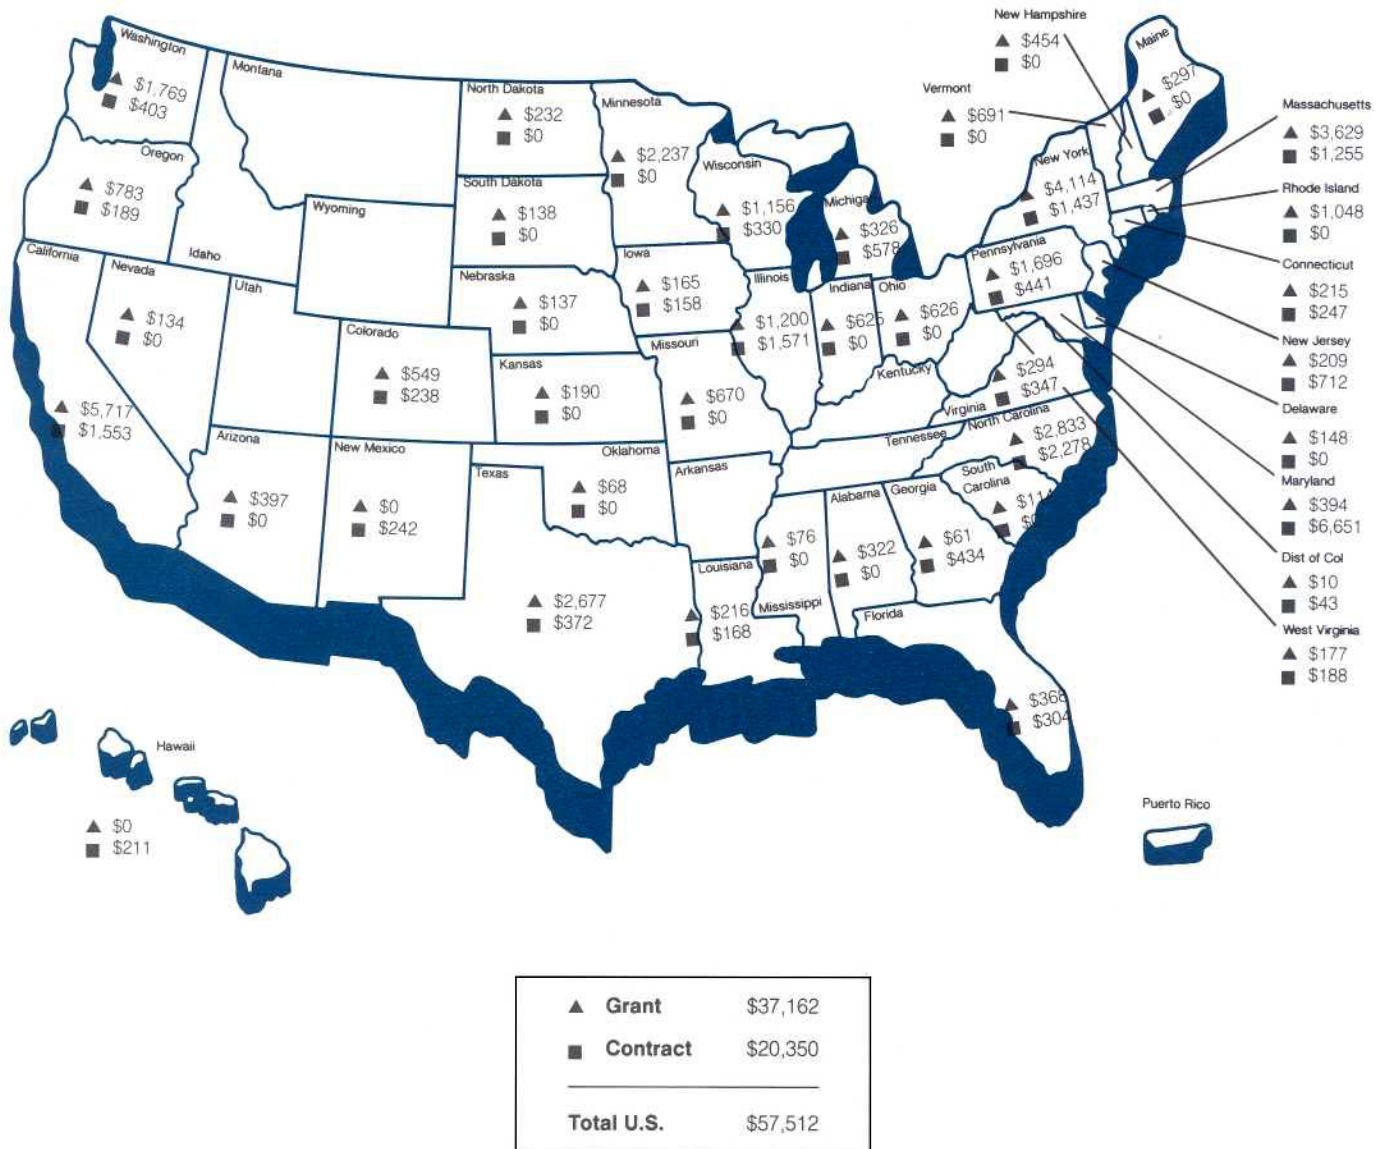 Washington
▲ $1,769
■ $403
Oregon
▲ $783
■ $189
California
▲ $5,717
■ $1,553
Nevada
▲ $134
■ $0
Idaho
Montana
Wyoming
Utah
Colorado
▲ $549
■ $238
Arizona
▲ $397
■ $0
New Mexico
▲ $0
■ $242
North Dakota
▲ $232
■ $0
South Dakota
▲ $138
■ $0
Nebraska
▲ $137
■ $0
Kansas
▲ $190
■ $0
Oklahoma
▲ $68
■ $0
Texas
▲ $2,677
■ $372
Minnesota
▲ $2,237
■ $0
Iowa
▲ $165
■ $158
Missouri
▲ $670
■ $0
Arkansas
Louisiana
▲ $216
■ $168
Wisconsin
▲ $1,156
■ $330
Illinois
▲ $1,200
■ $1,571
Michigan
▲ $326
■ $578
Indiana
▲ $625
■ $0
Ohio
▲ $626
■ $0
Kentucky
Tennessee
Mississippi
▲ $76
■ $0
Alabama
▲ $322
■ $0
Georgia
▲ $61
■ $434
Florida
▲ $368
■ $304
South
Carolina
▲ $114
■ $0
North Carolina
▲ $2,833
■ $2,278
Virginia
▲ $294
■ $347
Pennsylvania
▲ $1,696
■ $441
New York
▲ $4,114
■ $1,437
Vermont
▲ $691
■ $0
New Hampshire
▲ $454
■ $0
Maine
▲ $297
■ $0
Massachusetts
▲ $3,629
■ $1,255
Rhode Island
▲ $1,048
■ $0
Connecticut
▲ $215
■ $247
New Jersey
▲ $209
■ $712
Delaware
▲ $148
■ $0
Maryland
▲ $394
■ $6,651
Dist of Col
▲ $10
■ $43
West Virginia
▲ $177
■ $188
Hawaii
▲ $0
■ $211
Puerto Rico
▲ Grant $37,162
■ Contract $20,350
Total U.S. $57,512